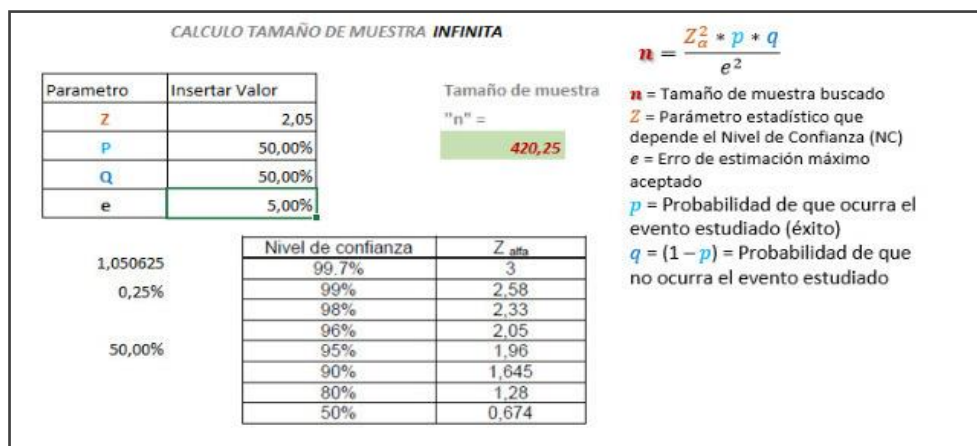 CALCULO TAMAÑO DE MUESTRA INFINITA
Parametro Insertar Valor
Z 2,05
P 50,00%
Q 50,00%
e 5,00%
Tamaño de muestra
"n" =
420,25
1,050625
0,25%
50,00%
Nivel de confianza Z alfa
99.7% 3
99% 2,58
98% 2,33
96% 2,05
95% 1,96
90% 1,645
80% 1,28
50% 0,674
n = Z²α * p * q / e²
n = Tamaño de muestra buscado
Z = Parámetro estadístico que
depende el Nivel de Confianza (NC)
e = Erro de estimación máximo
aceptado
p = Probabilidad de que ocurra el
evento estudiado (éxito)
q = (1 – p) = Probabilidad de que
no ocurra el evento estudiado